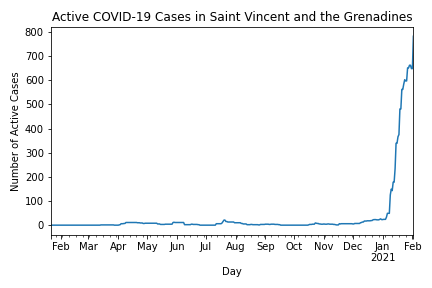 Active COVID-19 Cases in Saint Vincent and the Grenadines
800
700
600
500
400
300
200
100
0
Number of Active Cases
Feb Mar Apr May Jun Jul Aug Sep Oct Nov Dec Jan Feb
2021
Day